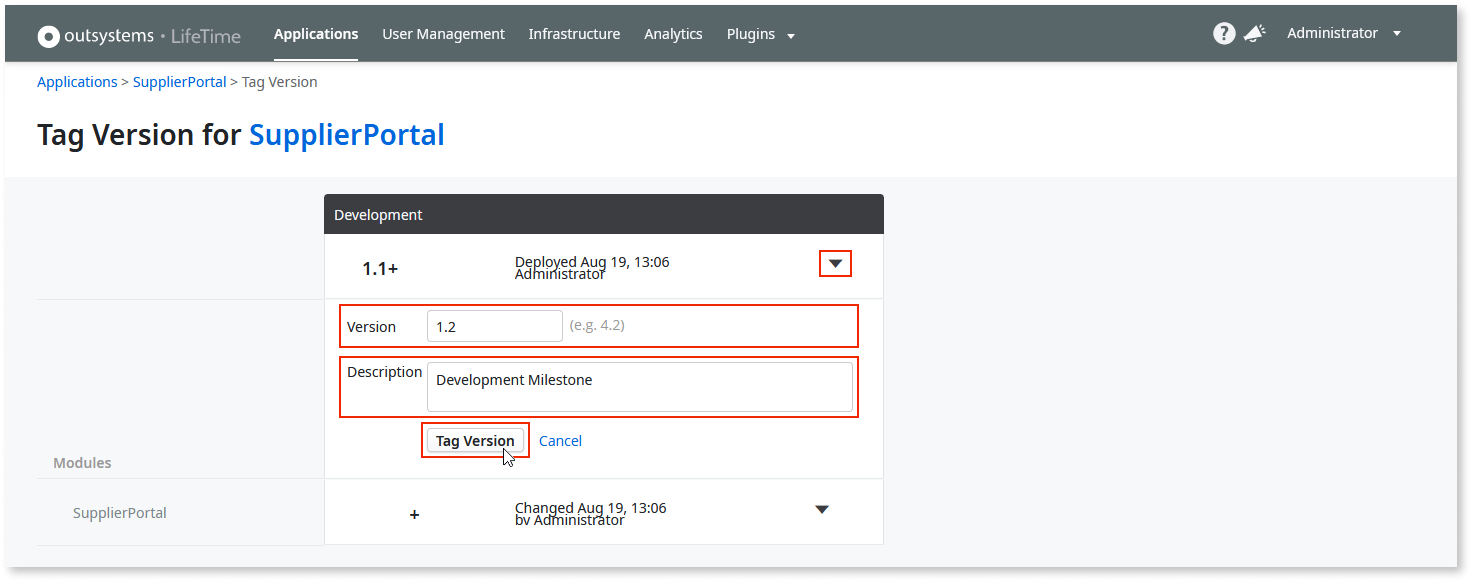 outsystems • LifeTime Applications User Management Infrastructure Analytics Plugins ? Administrator
Applications > SupplierPortal > Tag Version
Tag Version for SupplierPortal
Development
1.1+ Deployed Aug 19, 13:06
Administrator
Version 1.2 (e.g. 4.2)
Description Development Milestone
Tag Version Cancel
Modules
SupplierPortal + Changed Aug 19, 13:06
by Administrator